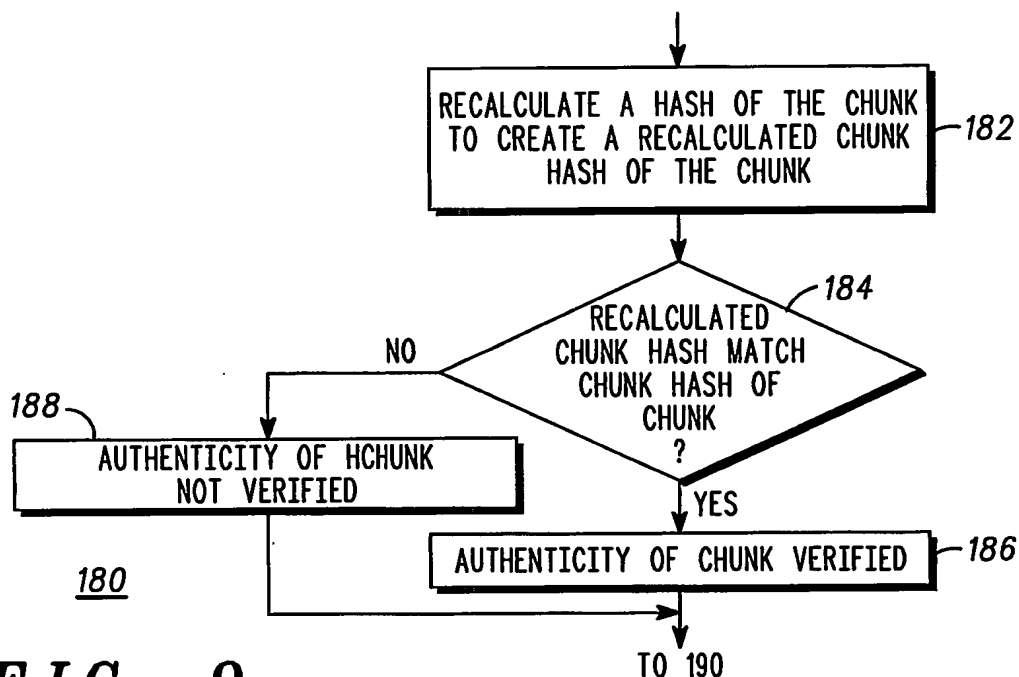 RECALCULATE A HASH OF THE CHUNK
TO CREATE A RECALCULATED CHUNK
HASH OF THE CHUNK
182
184
RECALCULATED
CHUNK HASH MATCH
CHUNK HASH OF
CHUNK
?
NO
188
AUTHENTICITY OF HCHUNK
NOT VERIFIED
YES
AUTHENTICITY OF CHUNK VERIFIED
186
180
TO 190